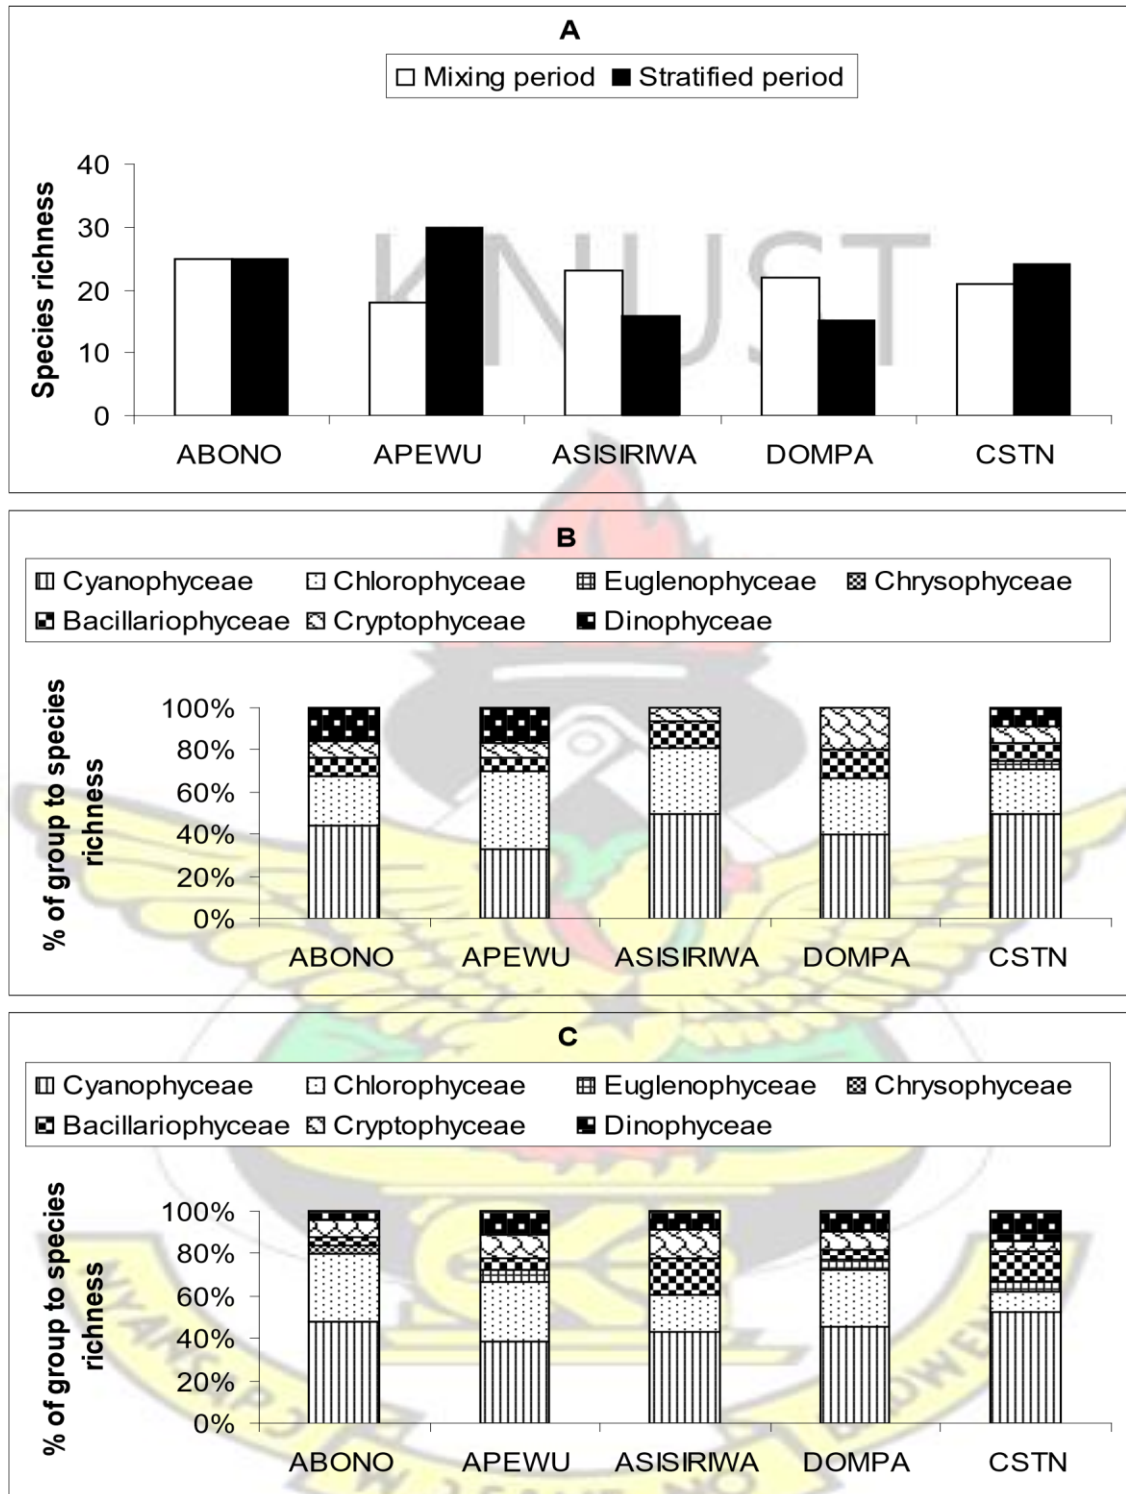 A
Mixing period Stratified period
Species richness
40
30
20
10
0
KNUST
ABONO APEWU ASISIRIWA DOMPA CSTN
B
Cyanophyceae Chlorophyceae Euglenophyceae Chrysophyceae
Bacillariophyceae Cryptophyceae Dinophyceae
% of group to species
richness
100%
80%
60%
40%
20%
0%
ABONO APEWU ASISIRIWA DOMPA CSTN
C
Cyanophyceae Chlorophyceae Euglenophyceae Chrysophyceae
Bacillariophyceae Cryptophyceae Dinophyceae
% of group to species
richness
100%
80%
60%
40%
20%
0%
ABONO APEWU ASISIRIWA DOMPA CSTN